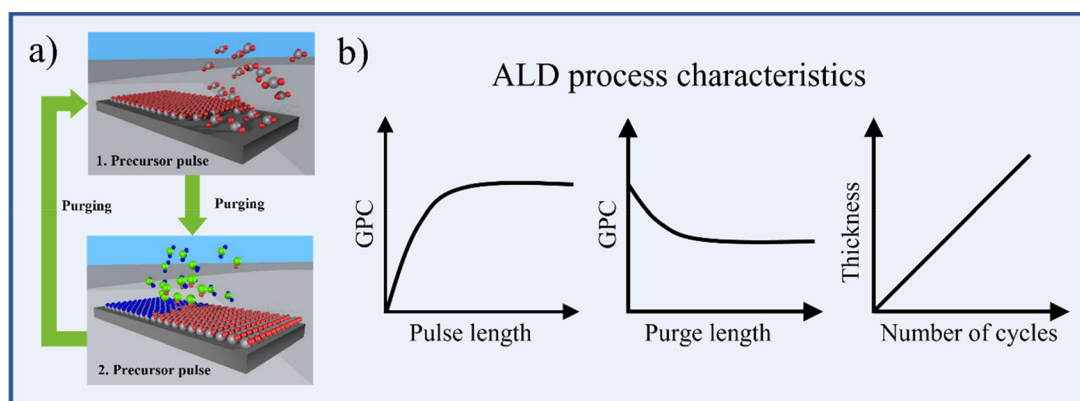 a)
1. Precursor pulse
Purging
Purging
2. Precursor pulse
b)
ALD process characteristics
GPC
Pulse length
GPC
Purge length
Thickness
Number of cycles